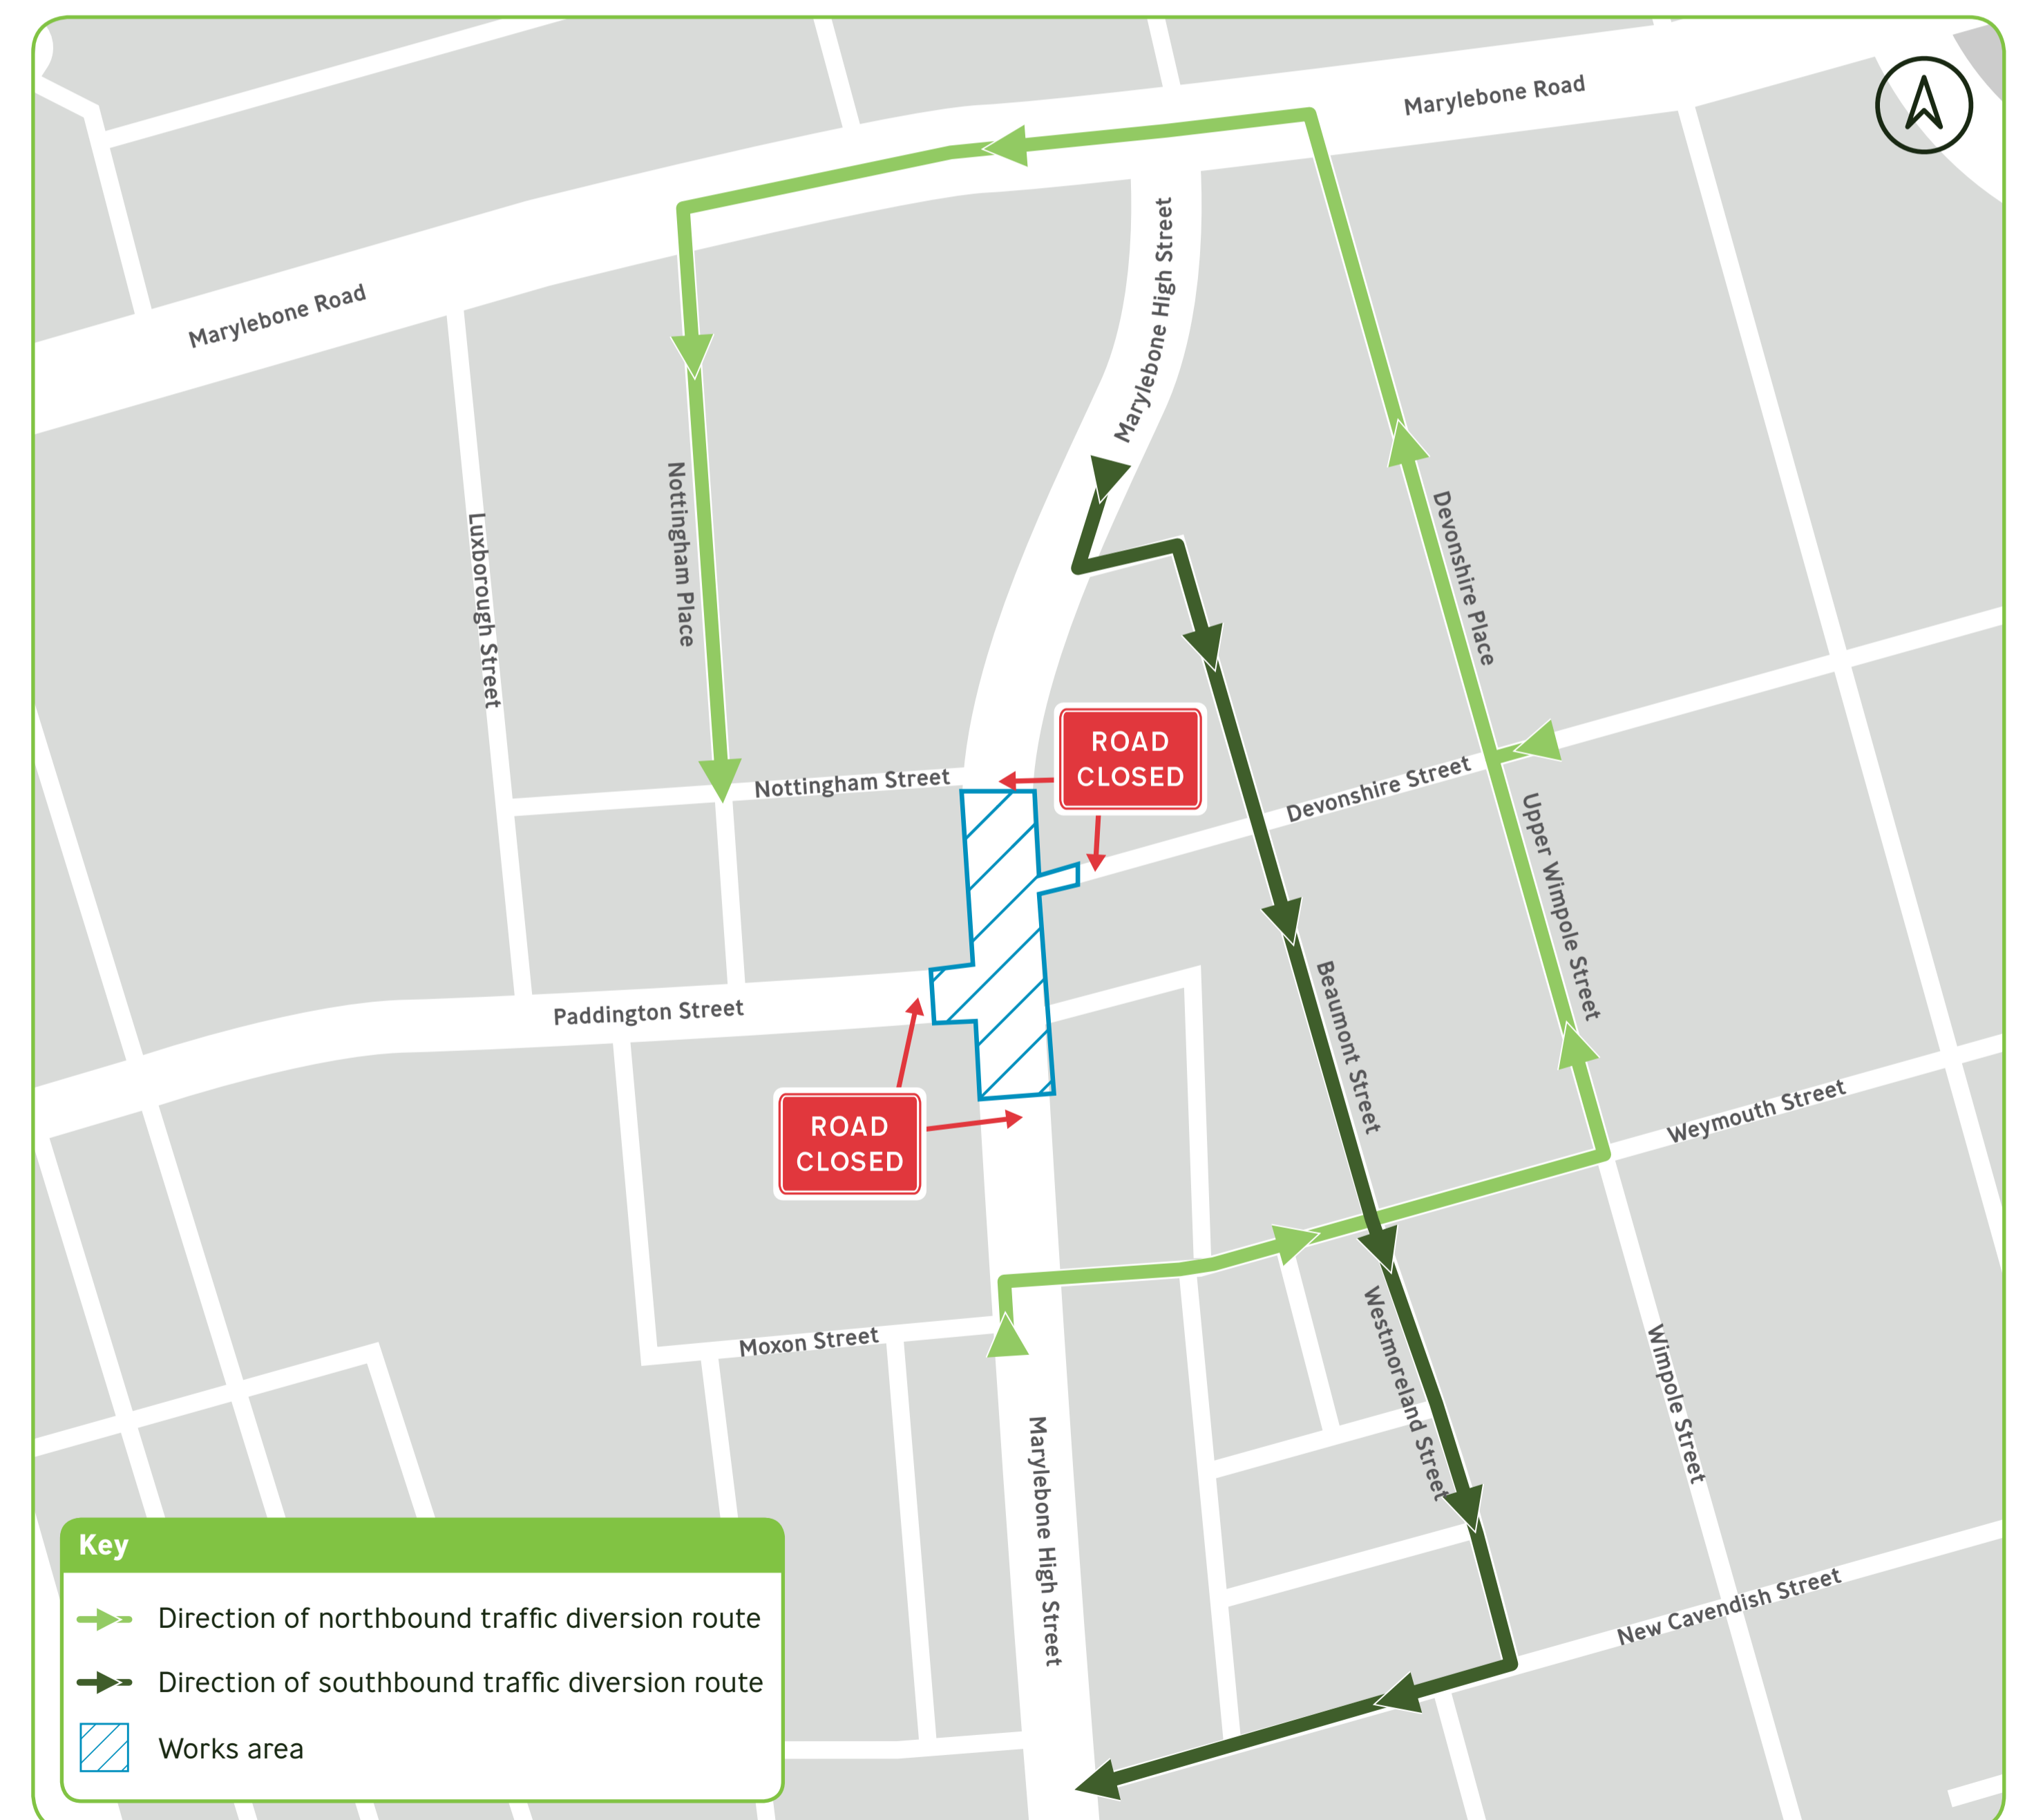 Marylebone Road
Marylebone Road
Marylebone High Street
Nottingham Place
Luxborough Street
Devonshire Place
ROAD
CLOSED
Nottingham Street
Devonshire Street
Upper Wimpole Street
Beaumont Street
Paddington Street
ROAD
CLOSED
Weymouth Street
Moxon Street
Westmoreland Street
Wimpole Street
Marylebone High Street
New Cavendish Street
Key
Direction of northbound traffic diversion route
Direction of southbound traffic diversion route
Works area